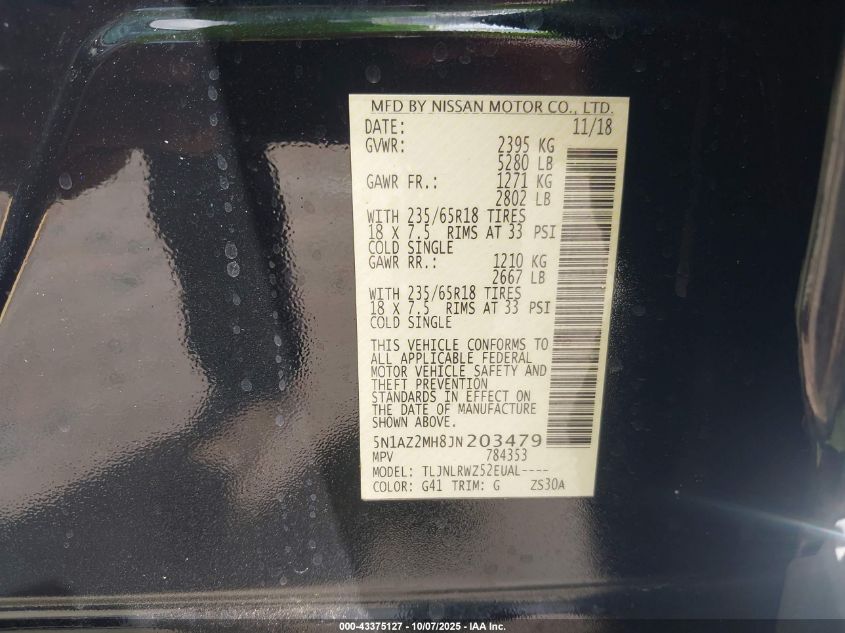 MFD BY NISSAN MOTOR CO., LTD.
DATE: 11/18
GVWR: 2395 KG
5280 LB
GAWR FR.: 1271 KG
2802 LB
WITH 235/65R18 TIRES
18 X 7.5 RIMS AT 33 PSI
COLD SINGLE
GAWR RR.: 1210 KG
2667 LB
WITH 235/65R18 TIRES
18 X 7.5 RIMS AT 33 PSI
COLD SINGLE
THIS VEHICLE CONFORMS TO
ALL APPLICABLE FEDERAL
MOTOR VEHICLE SAFETY AND
THEFT PREVENTION
STANDARDS IN EFFECT ON
THE DATE OF MANUFACTURE
SHOWN ABOVE.
5N1AZ2MH8JN203479
MPV 784353
MODEL: TLJNLRWZ52EUAL----
COLOR: G41 TRIM: G ZS30A
000-43375127 - 10/07/2025 - IAA Inc.